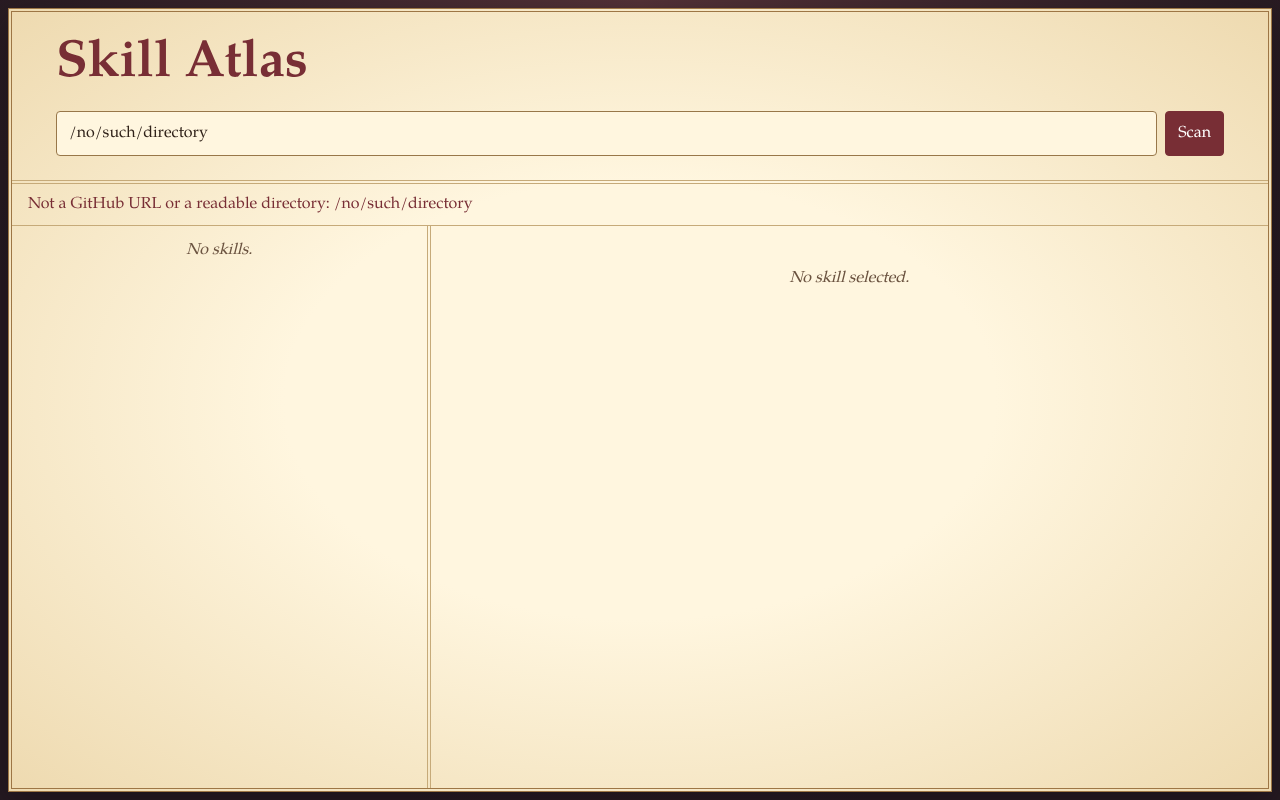 Skill Atlas
/no/such/directory
Scan
Not a GitHub URL or a readable directory: /no/such/directory
No skills.
No skill selected.